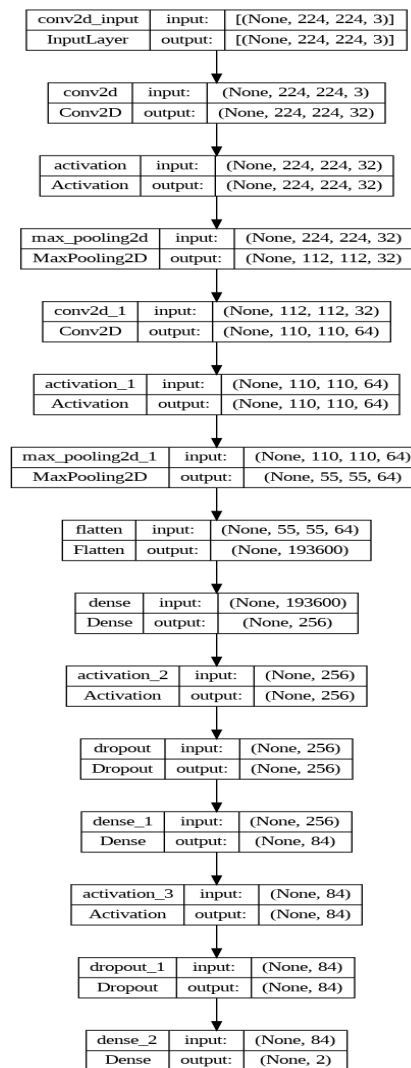 conv2d_input input: [(None, 224, 224, 3)]
InputLayer output: [(None, 224, 224, 3)]
conv2d input: (None, 224, 224, 3)
Conv2D output: (None, 224, 224, 32)
activation input: (None, 224, 224, 32)
Activation output: (None, 224, 224, 32)
max_pooling2d input: (None, 224, 224, 32)
MaxPooling2D output: (None, 112, 112, 32)
conv2d_1 input: (None, 112, 112, 32)
Conv2D output: (None, 110, 110, 64)
activation_1 input: (None, 110, 110, 64)
Activation output: (None, 110, 110, 64)
max_pooling2d_1 input: (None, 110, 110, 64)
MaxPooling2D output: (None, 55, 55, 64)
flatten input: (None, 55, 55, 64)
Flatten output: (None, 193600)
dense input: (None, 193600)
Dense output: (None, 256)
activation_2 input: (None, 256)
Activation output: (None, 256)
dropout input: (None, 256)
Dropout output: (None, 256)
dense_1 input: (None, 256)
Dense output: (None, 84)
activation_3 input: (None, 84)
Activation output: (None, 84)
dropout_1 input: (None, 84)
Dropout output: (None, 84)
dense_2 input: (None, 84)
Dense output: (None, 2)